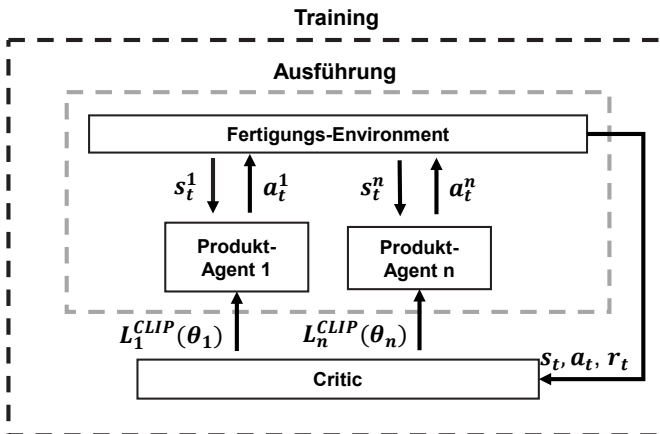 Training
Ausführung
Fertigungs-Environment
s_t^1 a_t^1 s_t^n a_t^n
Produkt-
Agent 1
Produkt-
Agent n
L_1^{CLIP}(θ_1) L_n^{CLIP}(θ_n)
s_t, a_t, r_t
Critic